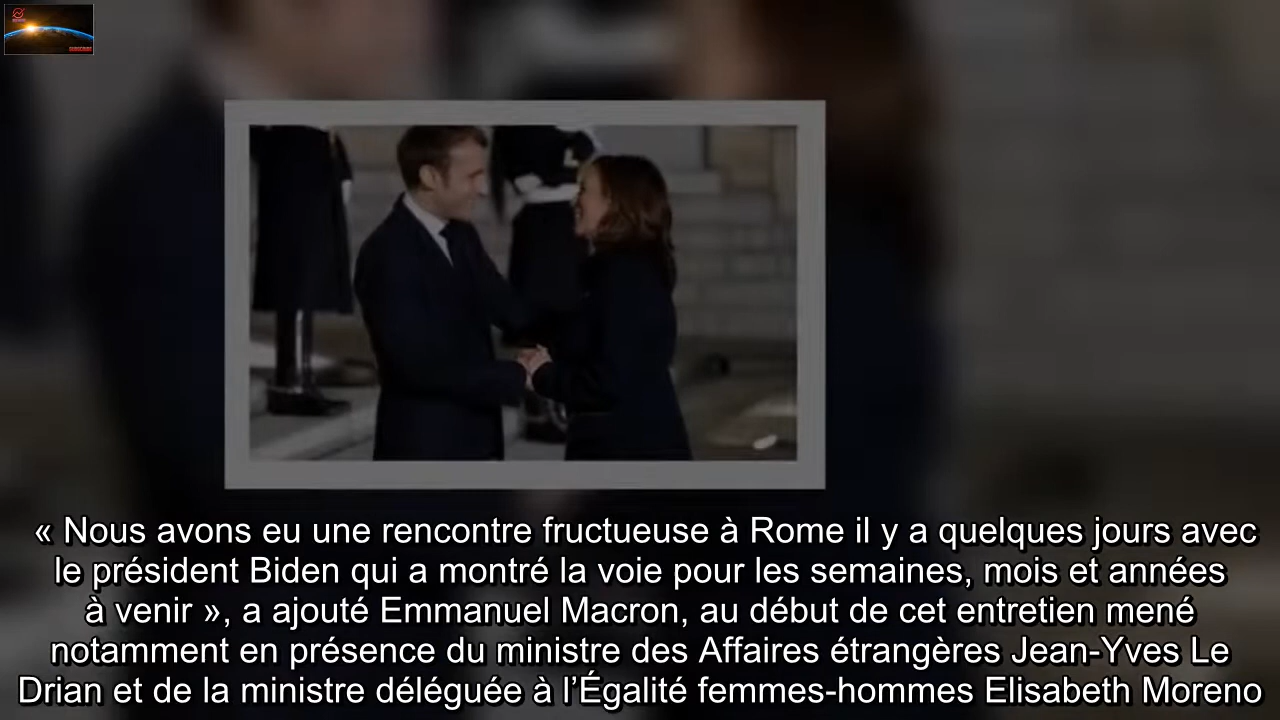 « Nous avons eu une rencontre fructueuse à Rome il y a quelques jours avec
le président Biden qui a montré la voie pour les semaines, mois et années
à venir », a ajouté Emmanuel Macron, au début de cet entretien mené
notamment en présence du ministre des Affaires étrangères Jean-Yves Le
Drian et de la ministre déléguée à l’Égalité femmes-hommes Elisabeth Moreno